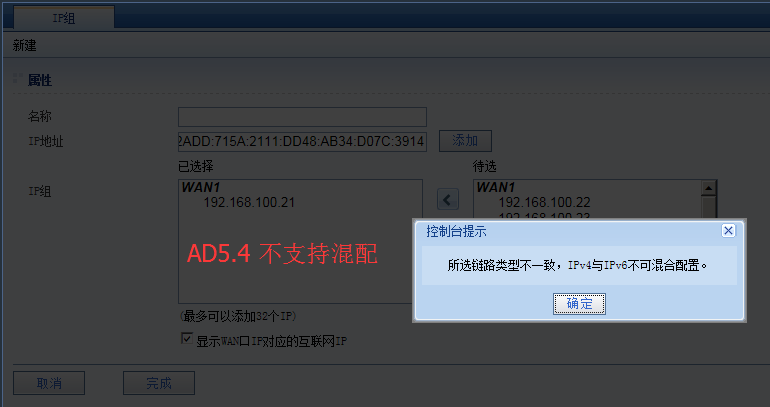 IP组
新建
属性
名称
IP地址
2ADD:715A:2111:DD48:AB34:D07C:3914
添加
已选择
待选
IP组
WAN1
192.168.100.21
WAN1
192.168.100.22
192.168.100.23
AD5.4 不支持混配
控制台提示
所选链路类型不一致，IPv4与IPv6不可混合配置。
确定
(最多可以添加32个IP)
显示WAN口IP对应的互联网IP
取消
完成